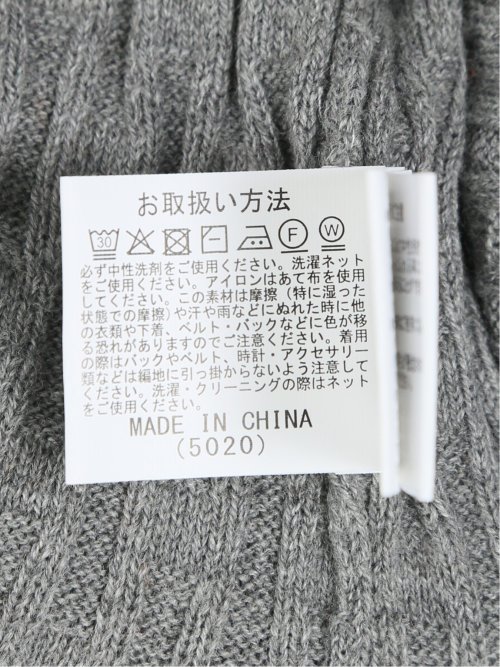 お取扱い方法
30 F W
必ず中性洗剤をご使用ください。洗濯ネット
をご使用ください。アイロンはあて布を使用
してください。この素材は摩擦（特に湿った
状態での摩擦）や汗や雨などにぬれた時に他
の衣類や下着、ベルト・バックなどに色が移
る恐れがありますのでご注意ください。着用
の際はバックやベルト、時計・アクセサリー
類などは編地に引っ掛からないよう注意して
ください。洗濯・クリーニングの際はネット
をご使用ください。
MADE IN CHINA
(5020)